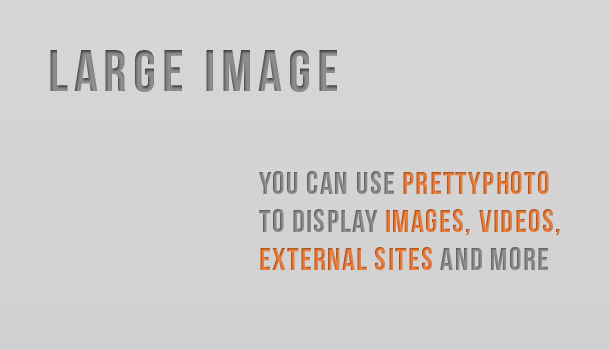 LARGE IMAGE
YOU CAN USE PRETTYPHOTO
TO DISPLAY IMAGES, VIDEOS,
EXTERNAL SITES AND MORE